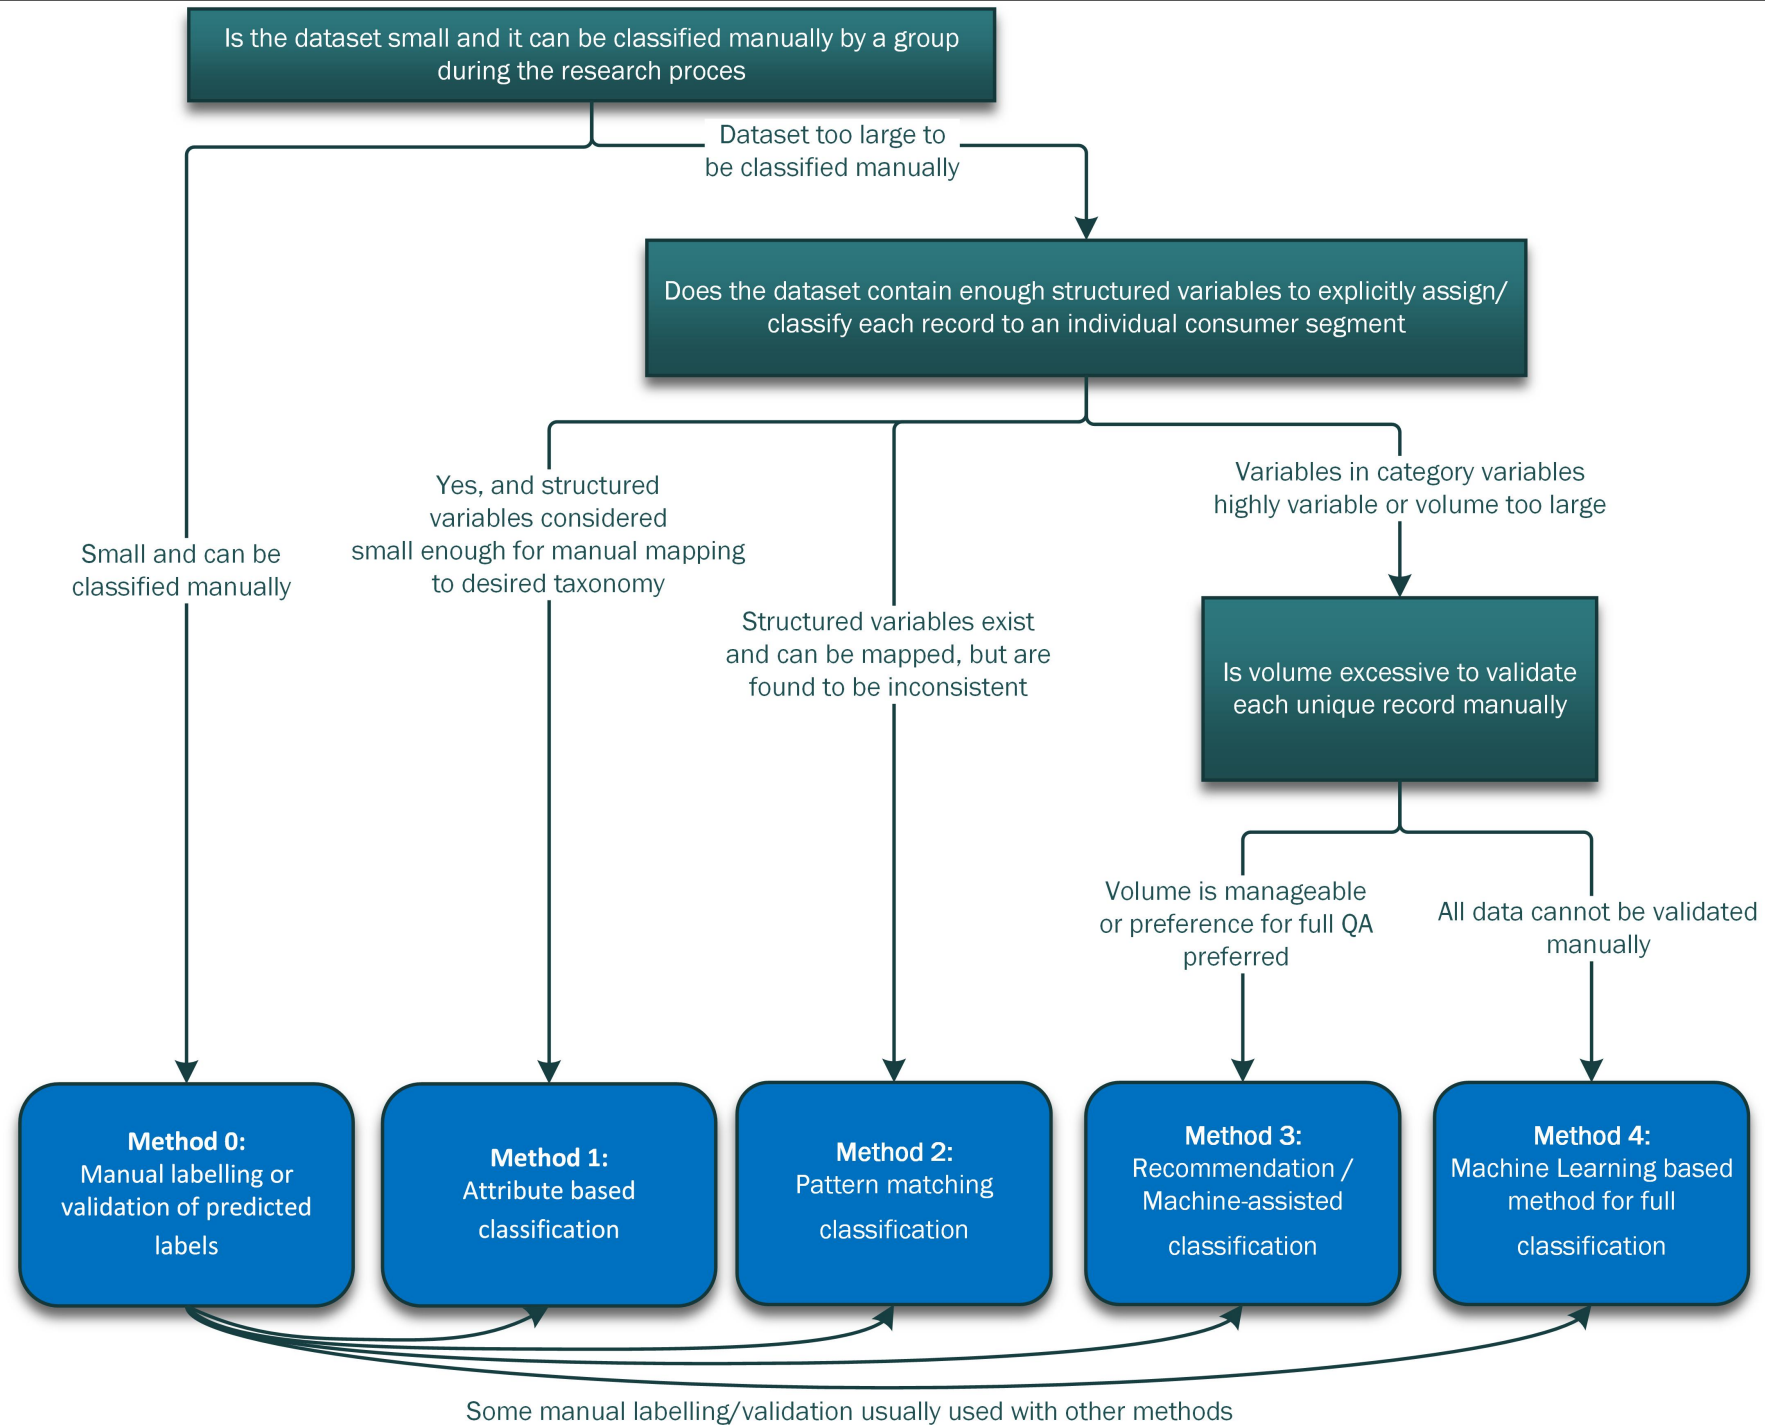 Is the dataset small and it can be classified manually by a group
during the research proces
Dataset too large to
be classified manually
Does the dataset contain enough structured variables to explicitly assign/
classify each record to an individual consumer segment
Small and can be
classified manually
Yes, and structured
variables considered
small enough for manual mapping
to desired taxonomy
Structured variables exist
and can be mapped, but are
found to be inconsistent
Variables in category variables
highly variable or volume too large
Is volume excessive to validate
each unique record manually
Volume is manageable
or preference for full QA
preferred
All data cannot be validated
manually
Method 0:
Manual labelling or
validation of predicted
labels
Method 1:
Attribute based
classification
Method 2:
Pattern matching
classification
Method 3:
Recommendation /
Machine-assisted
classification
Method 4:
Machine Learning based
method for full
classification
Some manual labelling/validation usually used with other methods